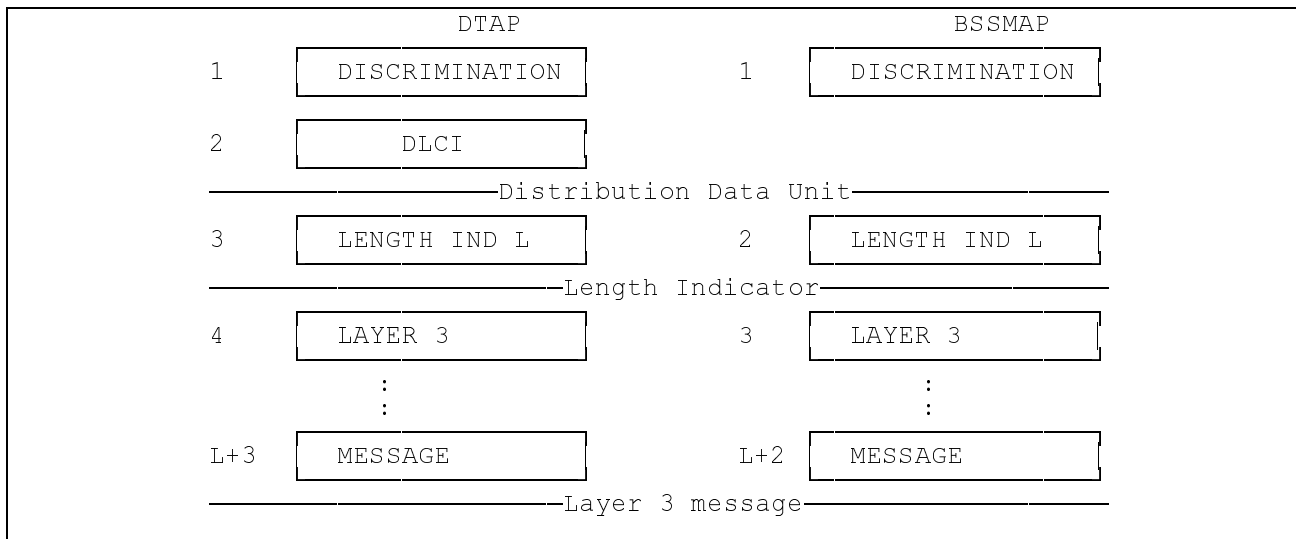 DTAP BSSMAP
1 DISCRIMINATION 1 DISCRIMINATION
2 DLCI
Distribution Data Unit
3 LENGTH IND L 2 LENGTH IND L
Length Indicator
4 LAYER 3 3 LAYER 3
: :
: :
L+3 MESSAGE L+2 MESSAGE
Layer 3 message